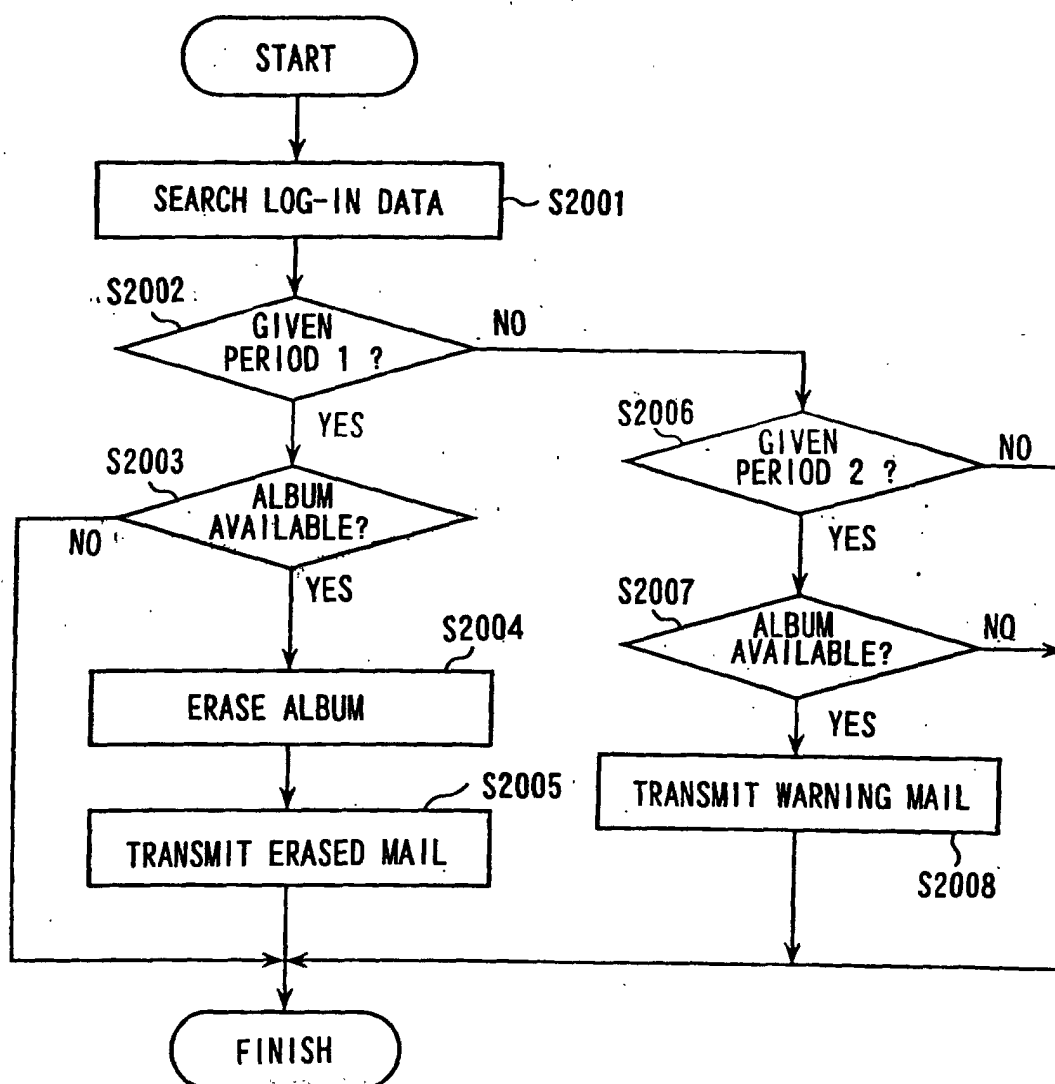 START
SEARCH LOG-IN DATA
S2001
S2002
GIVEN
PERIOD 1 ?
NO
YES
S2003
ALBUM
AVAILABLE?
NO
YES
S2004
ERASE ALBUM
S2005
TRANSMIT ERASED MAIL
S2006
GIVEN
PERIOD 2 ?
NO
YES
S2007
ALBUM
AVAILABLE?
NO
YES
TRANSMIT WARNING MAIL
S2008
FINISH